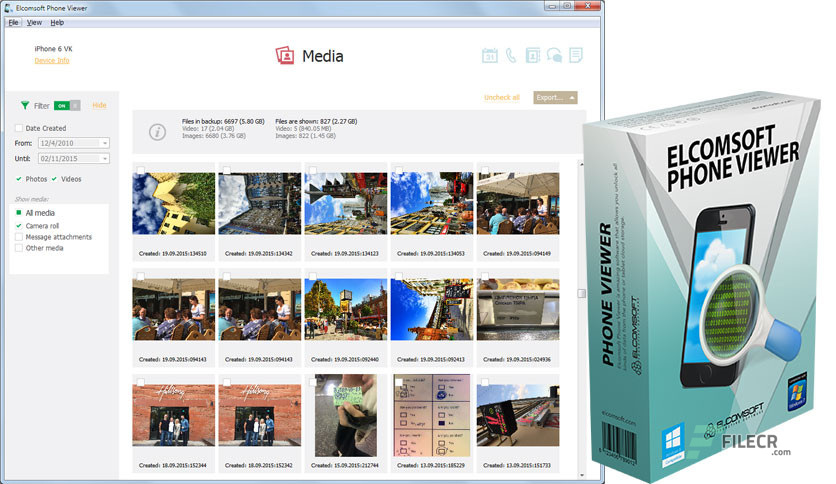 Elcomsoft Phone Viewer
File View Help
iPhone 6 VK
Device Info
Media
Uncheck all
Export...
Filter ON Hide
Date Created
From: 12/4/2010
Until: 02/11/2015
Photos Videos
Show media:
All media
Camera roll
Message attachments
Other media
Files in backup: 6697 (5.80 GB)
Video: 17 (2.04 GB)
Images: 6680 (3.76 GB)
Files are shown: 827 (2.27 GB)
Video: 5 (840.05 MB)
Images: 822 (1.45 GB)
Created: 19.09.2015:134510
Created: 19.09.2015:134342
Created: 19.09.2015:134123
Created: 19.09.2015:134053
Created: 19.09.2015:094149
Created: 19.09.2015:094143
Created: 19.09.2015:094143
Created: 19.09.2015:092440
Created: 19.09.2015:092413
Created: 19.09.2015:024936
Created: 18.09.2015:152344
Created: 18.09.2015:152342
Created: 15.09.2015:212744
Created: 13.09.2015:185229
Created: 13.09.2015:151733
elcomsoft.com
ELCOMSOFT
PHONE VIEWER
PHONE VIEWER
ELCOMSOFT
elcomsoft.com
ELCOMSOFT
FILECR
.com